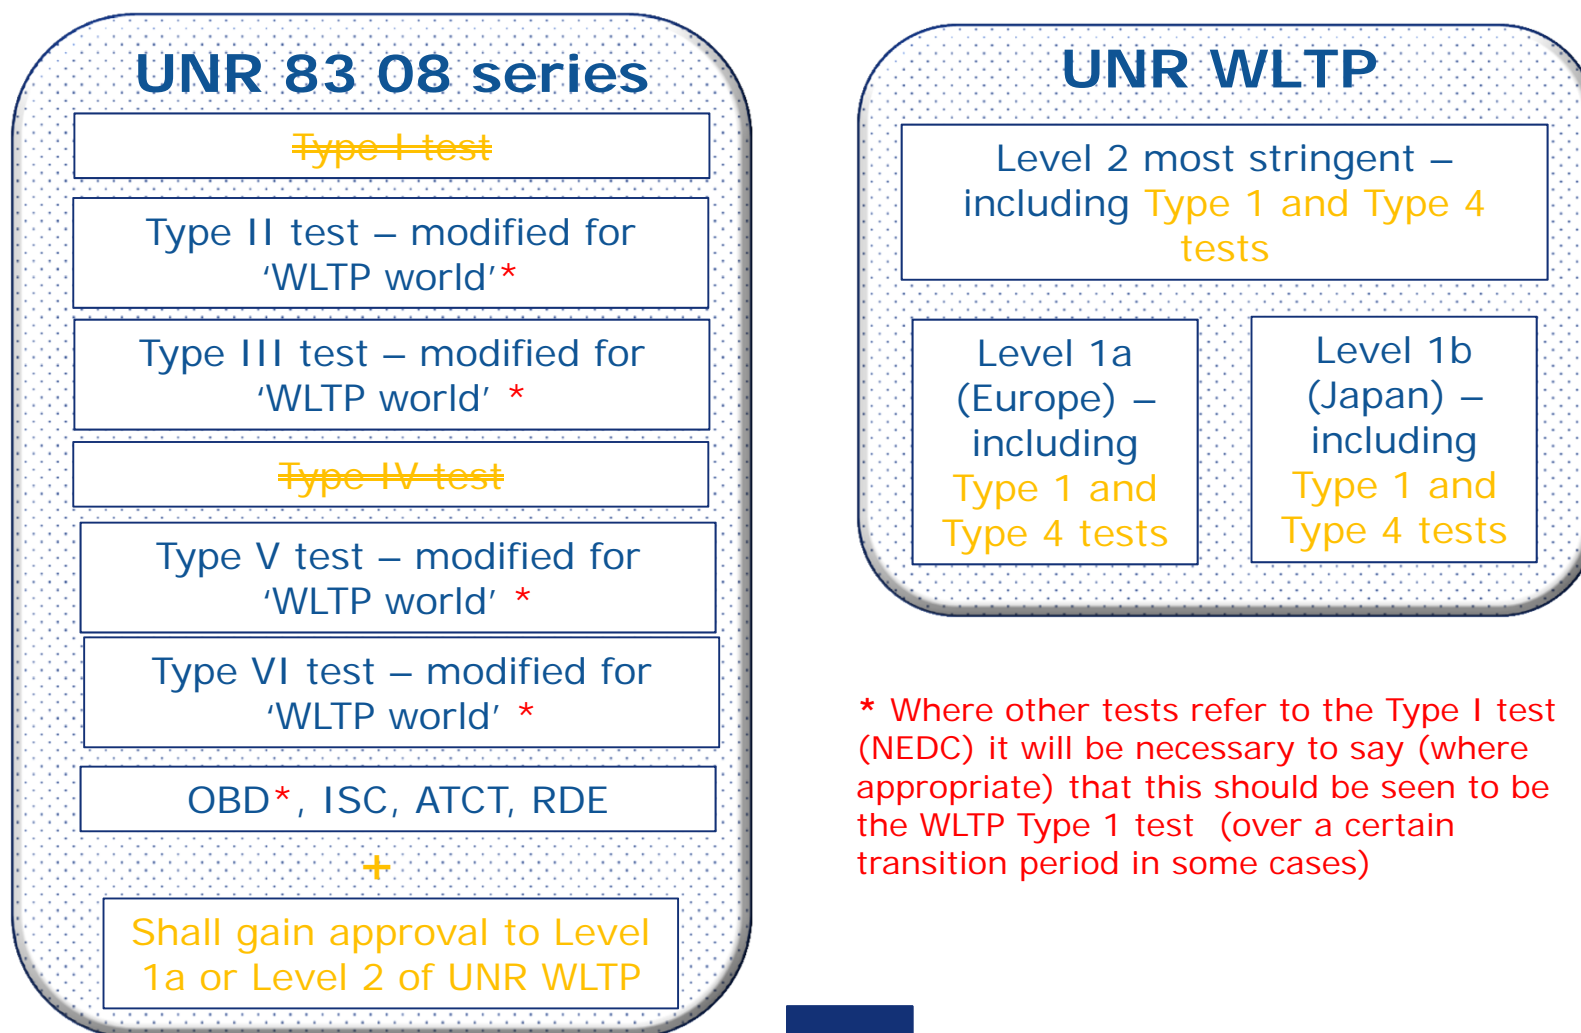 UNR 83 08 series
Type I test
Type II test – modified for
‘WLTP world’*
Type III test – modified for
‘WLTP world’ *
Type IV test
Type V test – modified for
‘WLTP world’ *
Type VI test – modified for
‘WLTP world’ *
OBD*, ISC, ATCT, RDE
+
Shall gain approval to Level
1a or Level 2 of UNR WLTP
UNR WLTP
Level 2 most stringent –
including Type 1 and Type 4
tests
Level 1a
(Europe) –
including
Type 1 and
Type 4 tests
Level 1b
(Japan) –
including
Type 1 and
Type 4 tests
* Where other tests refer to the Type I test
(NEDC) it will be necessary to say (where
appropriate) that this should be seen to be
the WLTP Type 1 test (over a certain
transition period in some cases)